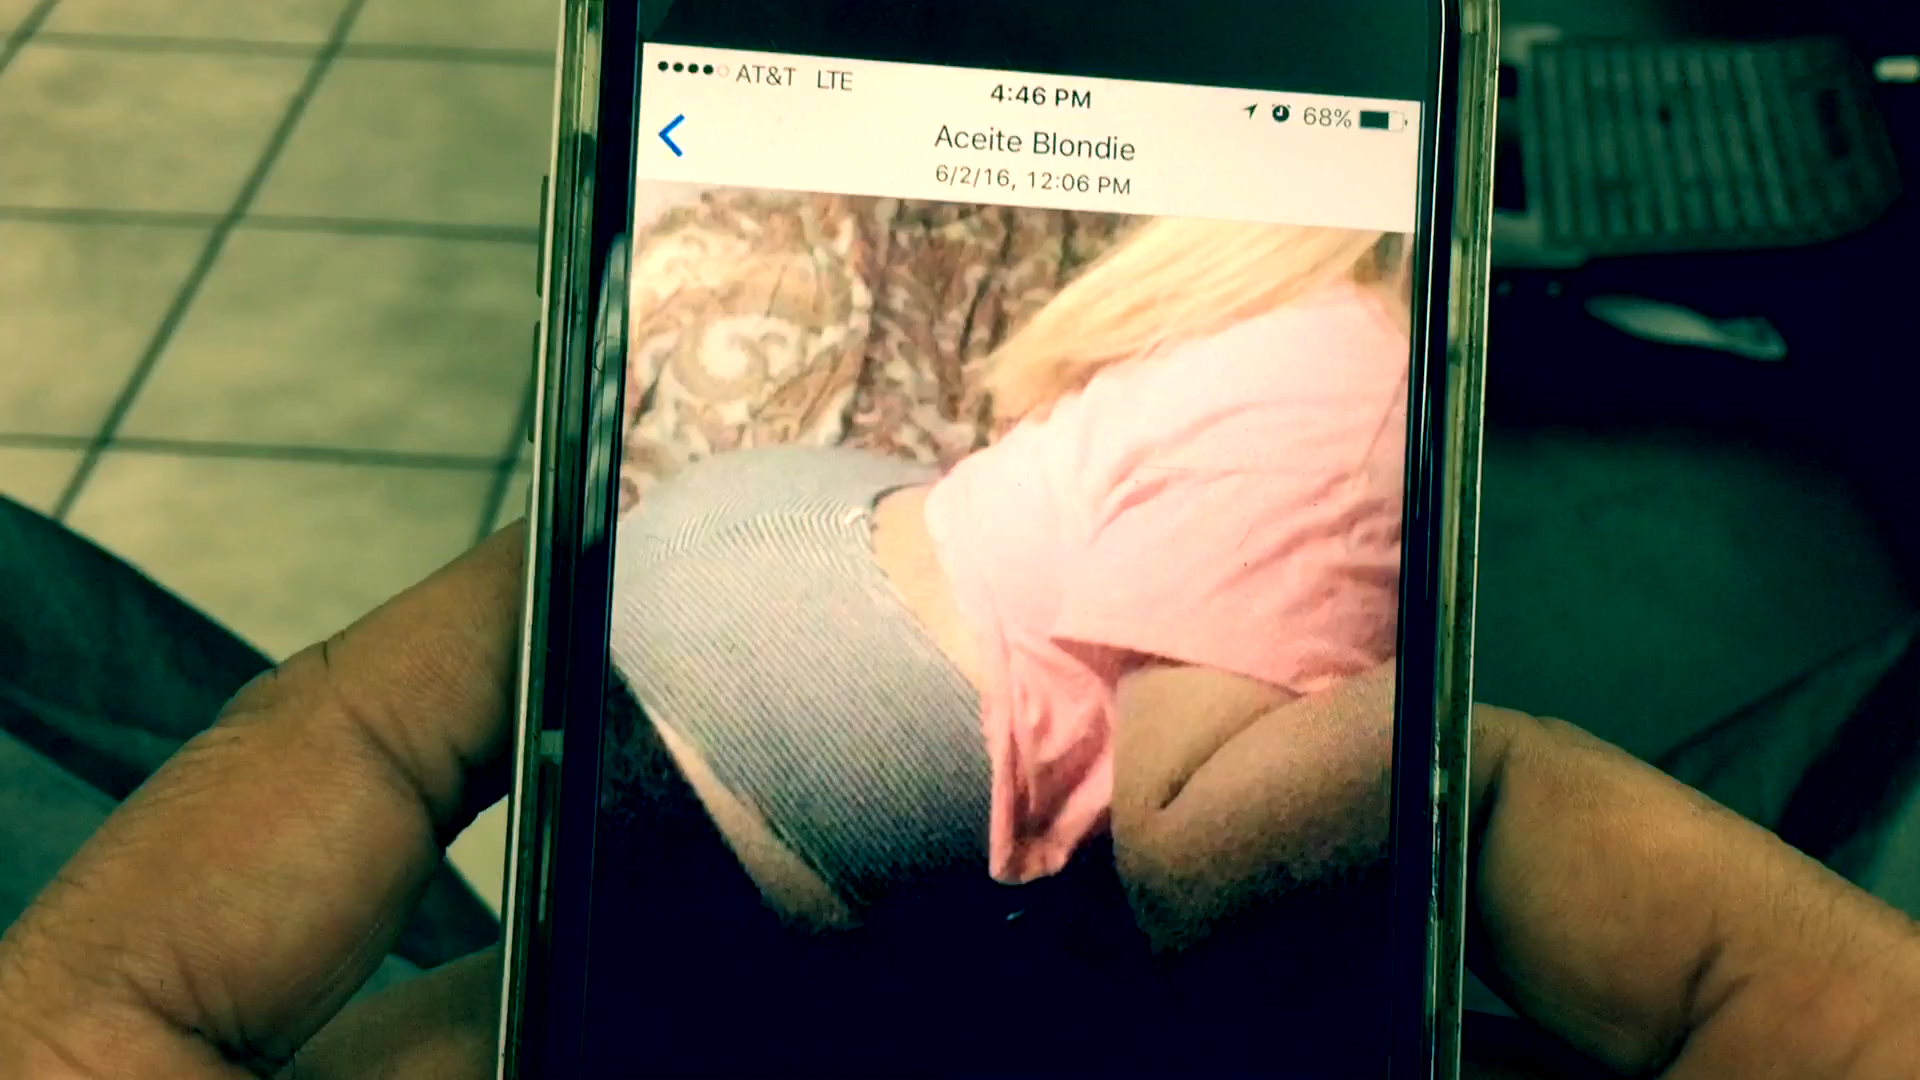 AT&T LTE 4:46 PM 68%
Aceite Blondie
6/2/16, 12:06 PM